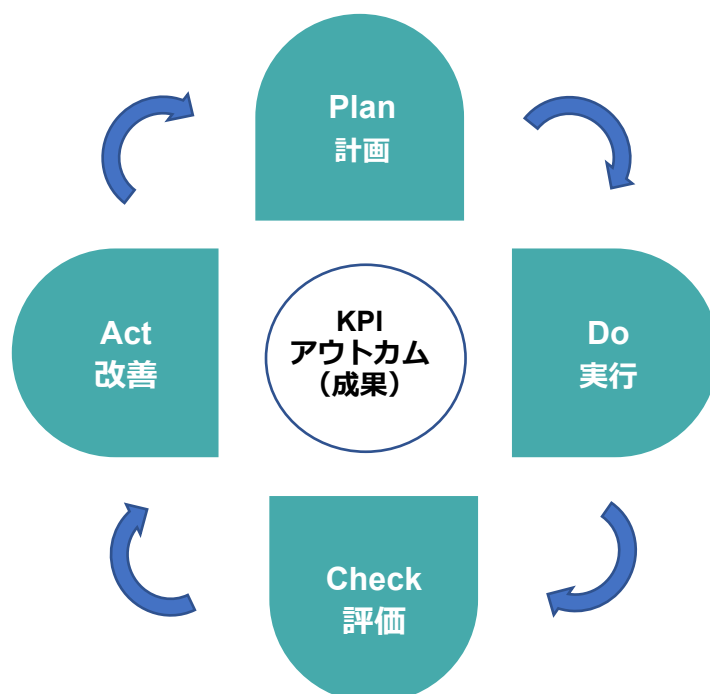 Plan
計画
Act
改善
KPI
アウトカム
（成果）
Do
実行
Check
評価